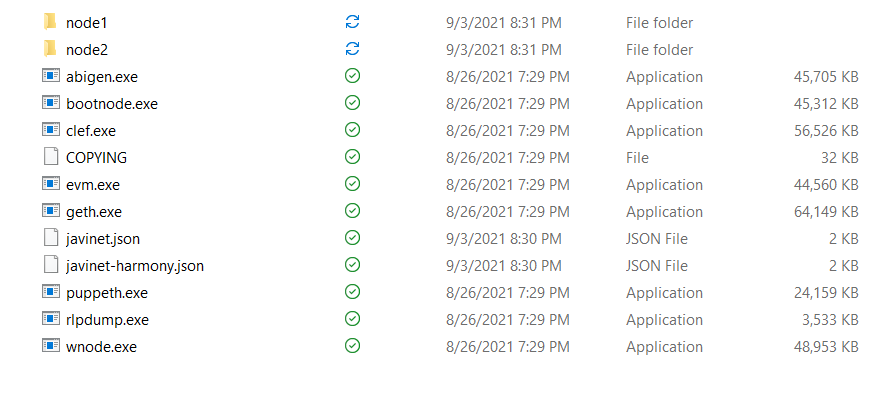 node1 9/3/2021 8:31 PM File folder
node2 9/3/2021 8:31 PM File folder
abigen.exe 8/26/2021 7:29 PM Application 45,705 KB
bootnode.exe 8/26/2021 7:29 PM Application 45,312 KB
clef.exe 8/26/2021 7:29 PM Application 56,526 KB
COPYING 8/26/2021 7:29 PM File 32 KB
evm.exe 8/26/2021 7:29 PM Application 44,560 KB
geth.exe 8/26/2021 7:29 PM Application 64,149 KB
javinet.json 9/3/2021 8:30 PM JSON File 2 KB
javinet-harmony.json 9/3/2021 8:30 PM JSON File 2 KB
puppeth.exe 8/26/2021 7:29 PM Application 24,159 KB
rlpdump.exe 8/26/2021 7:29 PM Application 3,533 KB
wnode.exe 8/26/2021 7:29 PM Application 48,953 KB